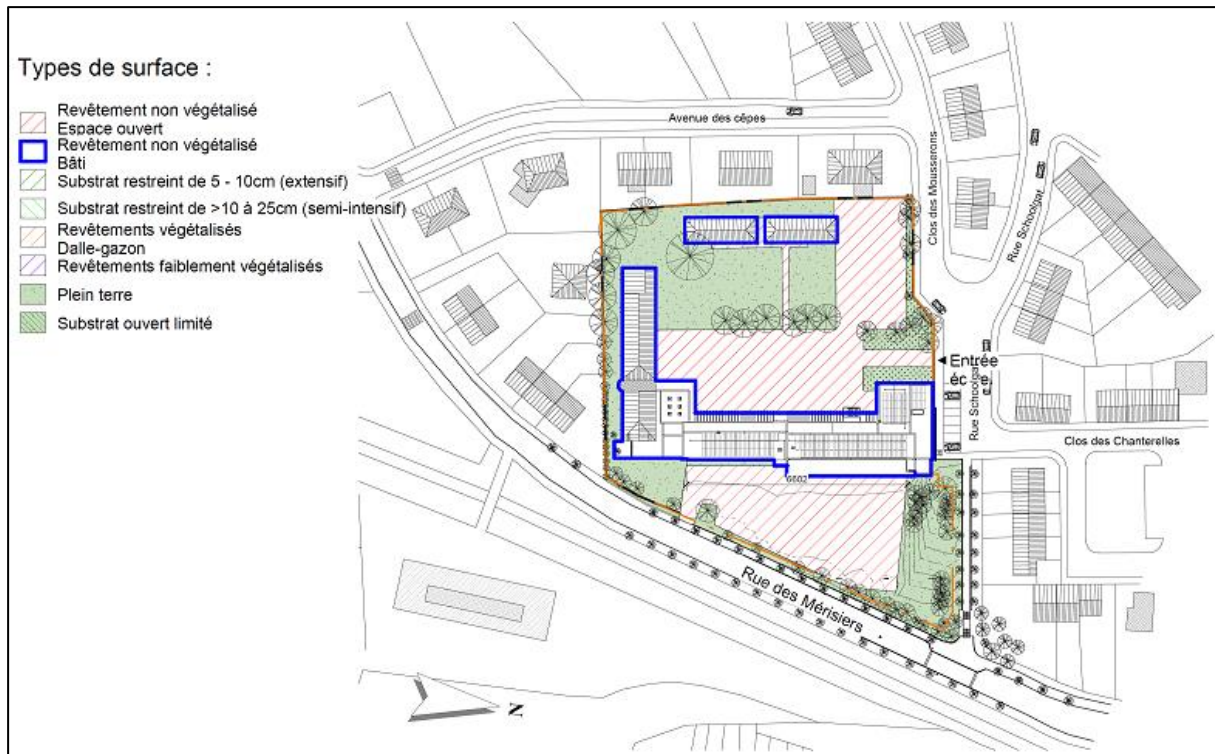 Types de surface :
Revêtement non végétalisé
Espace ouvert
Revêtement non végétalisé
Bâti
Substrat restreint de 5 - 10cm (extensif)
Substrat restreint de >10 à 25cm (semi-intensif)
Revêtements végétalisés
Dalle-gazon
Revêtements faiblement végétalisés
Plein terre
Substrat ouvert limité
Avenue des cêpes
Clos des Mousserons
Rue Schoolgat
Entrée
Rue Schoolgat
Clos des Chanterelles
6602
Rue des Mérisiers
N